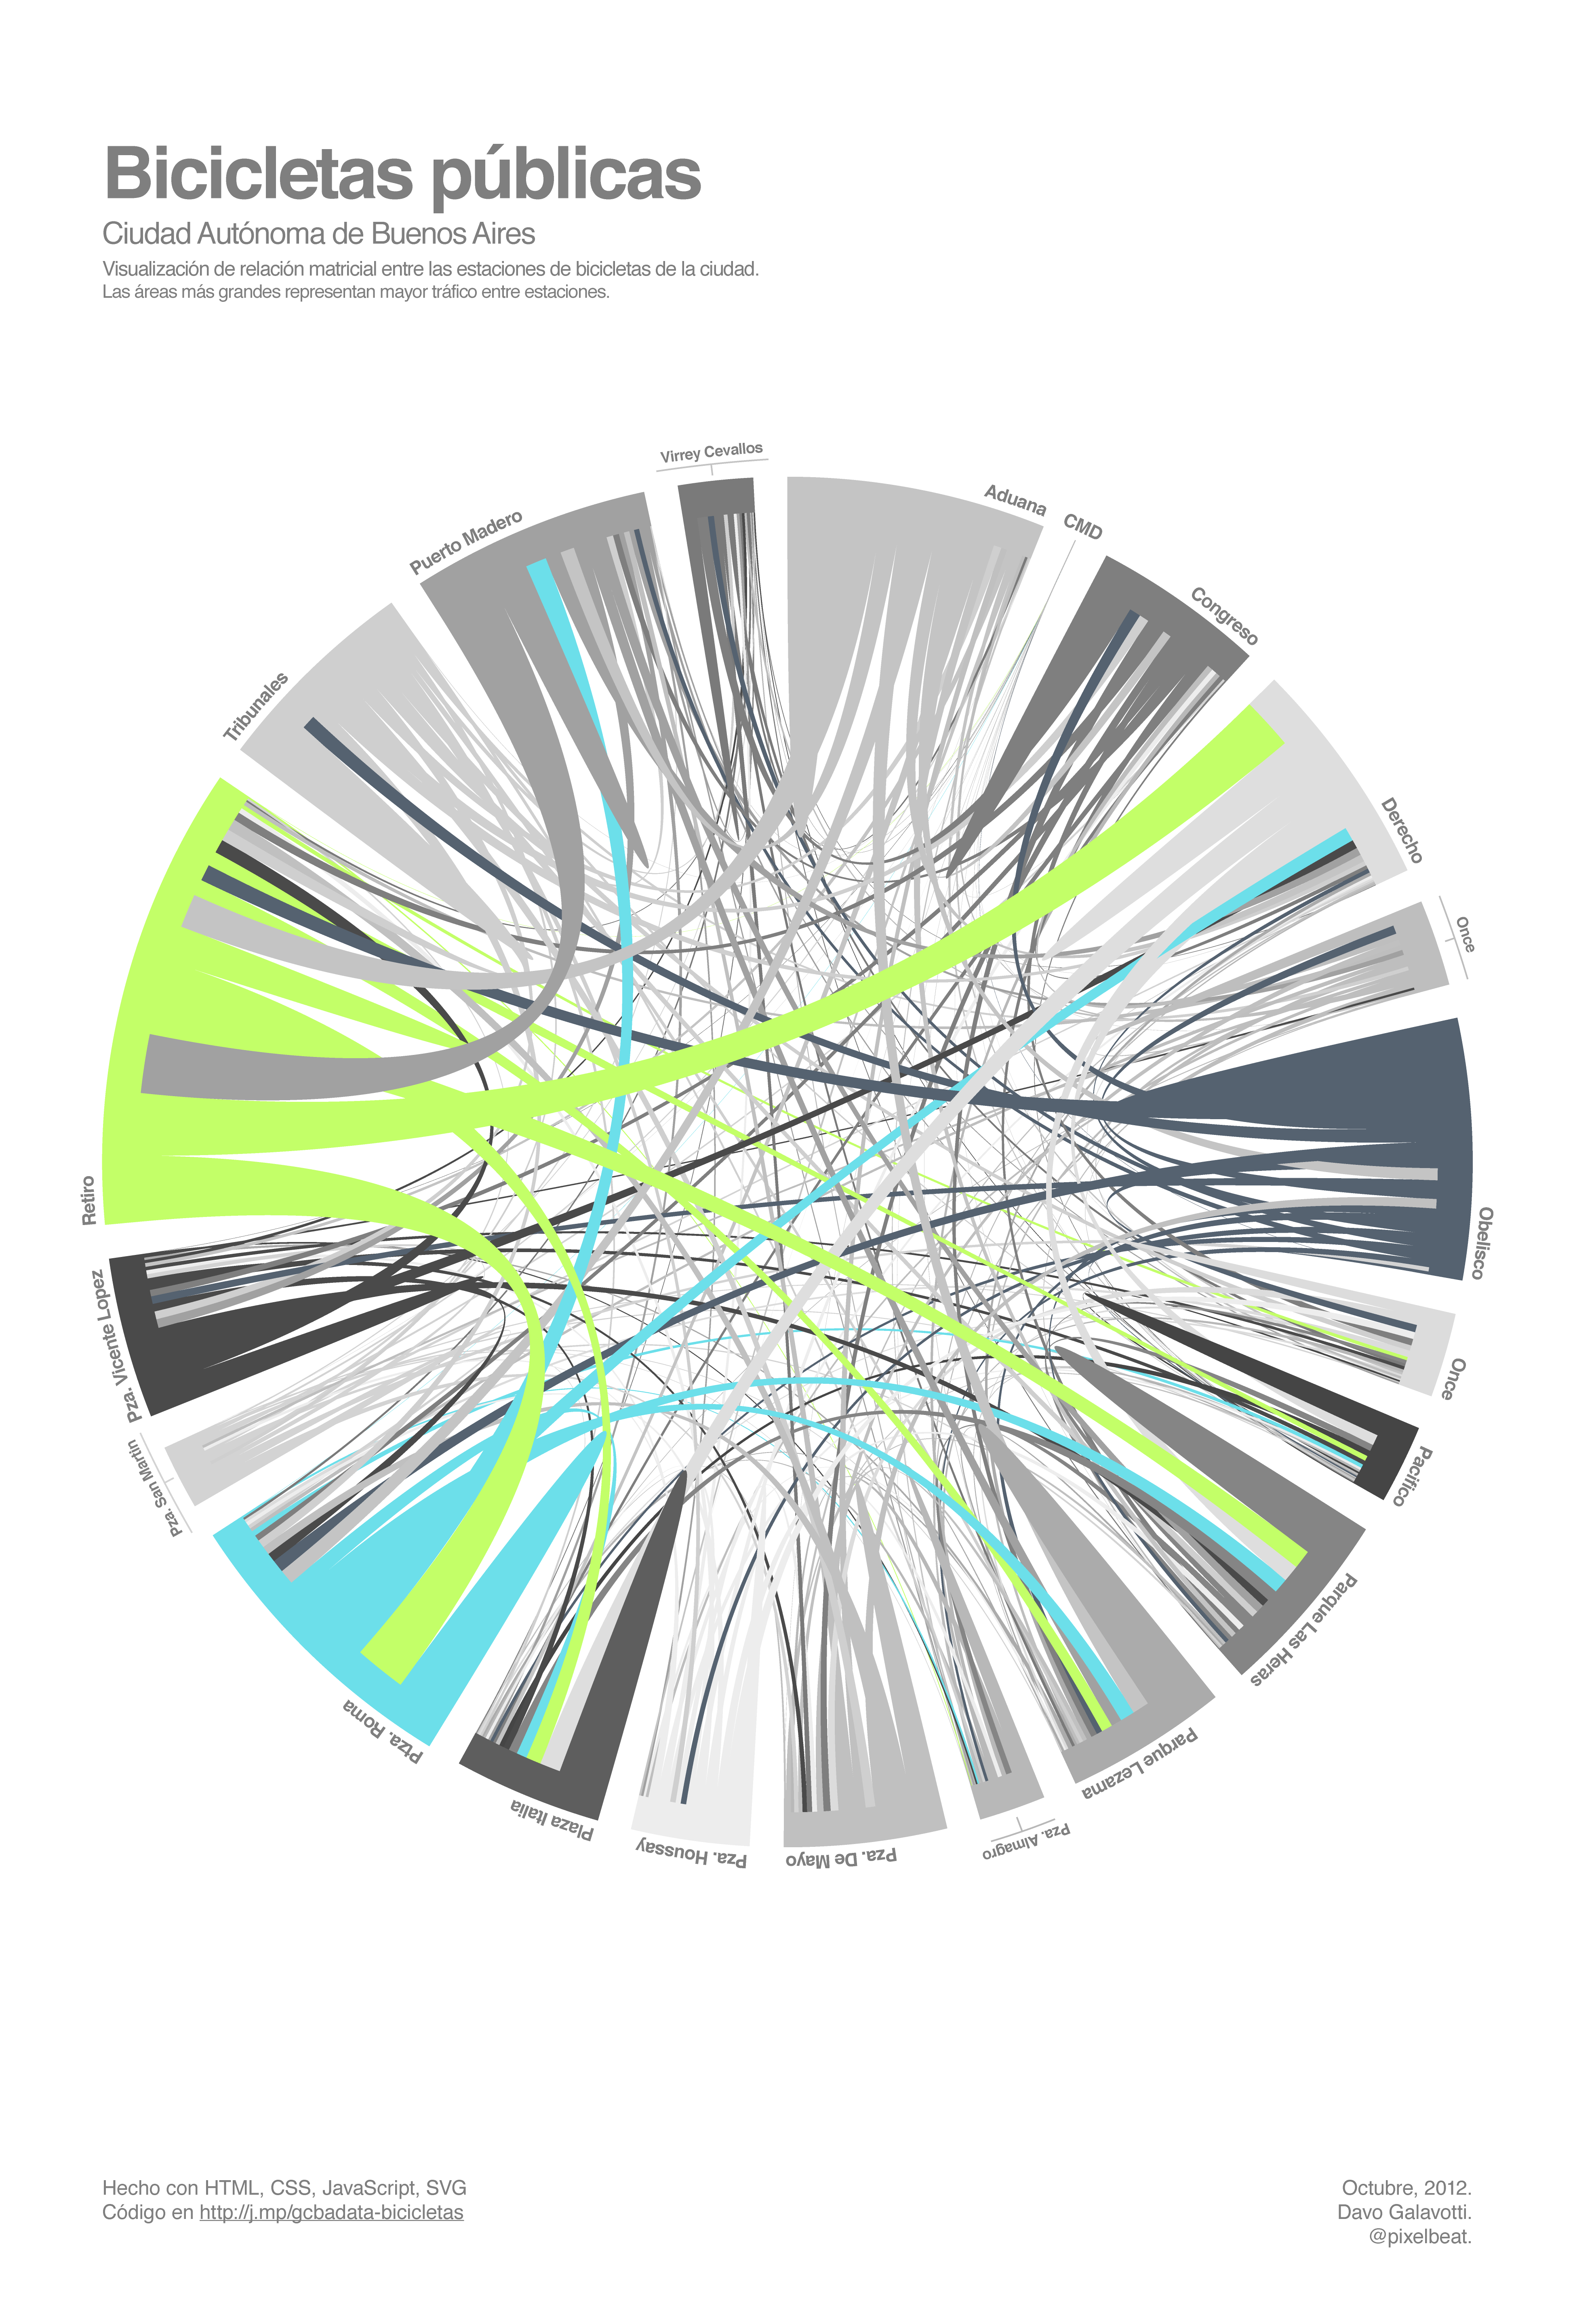 Bicicletas públicas
Ciudad Autónoma de Buenos Aires
Visualización de relación matricial entre las estaciones de bicicletas de la ciudad.
Las áreas más grandes representan mayor tráfico entre estaciones.
Virrey Cevallos
Aduana
CMD
Congreso
Derecho
Once
Obelisco
Once
Pacífico
Parque Las Heras
Parque Lezama
Pza. Almagro
Pza. De Mayo
Pza. Houssay
Plaza Italia
Ptza. Roma
Pza. San Martin
Pza. Vicente Lopez
Retiro
Tribunales
Puerto Madero
Hecho con HTML, CSS, JavaScript, SVG
Código en http://j.mp/gcbadata-bicicletas
Octubre, 2012.
Davo Galavotti.
@pixelbeat.